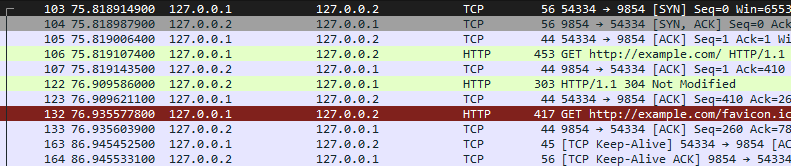 103 75.818914900 127.0.0.1 127.0.0.2 TCP 56 54334 → 9854 [SYN] Seq=0 Win=6553
104 75.818987900 127.0.0.2 127.0.0.1 TCP 56 9854 → 54334 [SYN, ACK] Seq=0 Ac
105 75.819006400 127.0.0.1 127.0.0.2 TCP 44 54334 → 9854 [ACK] Seq=1 Ack=1 Wi
106 75.819107400 127.0.0.1 127.0.0.2 HTTP 453 GET http://example.com/ HTTP/1.1
107 75.819143500 127.0.0.2 127.0.0.1 TCP 44 9854 → 54334 [ACK] Seq=1 Ack=410
122 76.909586000 127.0.0.2 127.0.0.1 HTTP 303 HTTP/1.1 304 Not Modified
123 76.909621100 127.0.0.1 127.0.0.2 TCP 44 54334 → 9854 [ACK] Seq=410 Ack=26
132 76.935577800 127.0.0.1 127.0.0.2 HTTP 417 GET http://example.com/favicon.ic
133 76.935603900 127.0.0.2 127.0.0.1 TCP 44 9854 → 54334 [ACK] Seq=260 Ack=78
163 86.945452500 127.0.0.1 127.0.0.2 TCP 45 [TCP Keep-Alive] 54334 → 9854 [AC
164 86.945533100 127.0.0.2 127.0.0.1 TCP 56 [TCP Keep-Alive ACK] 9854 → 54334